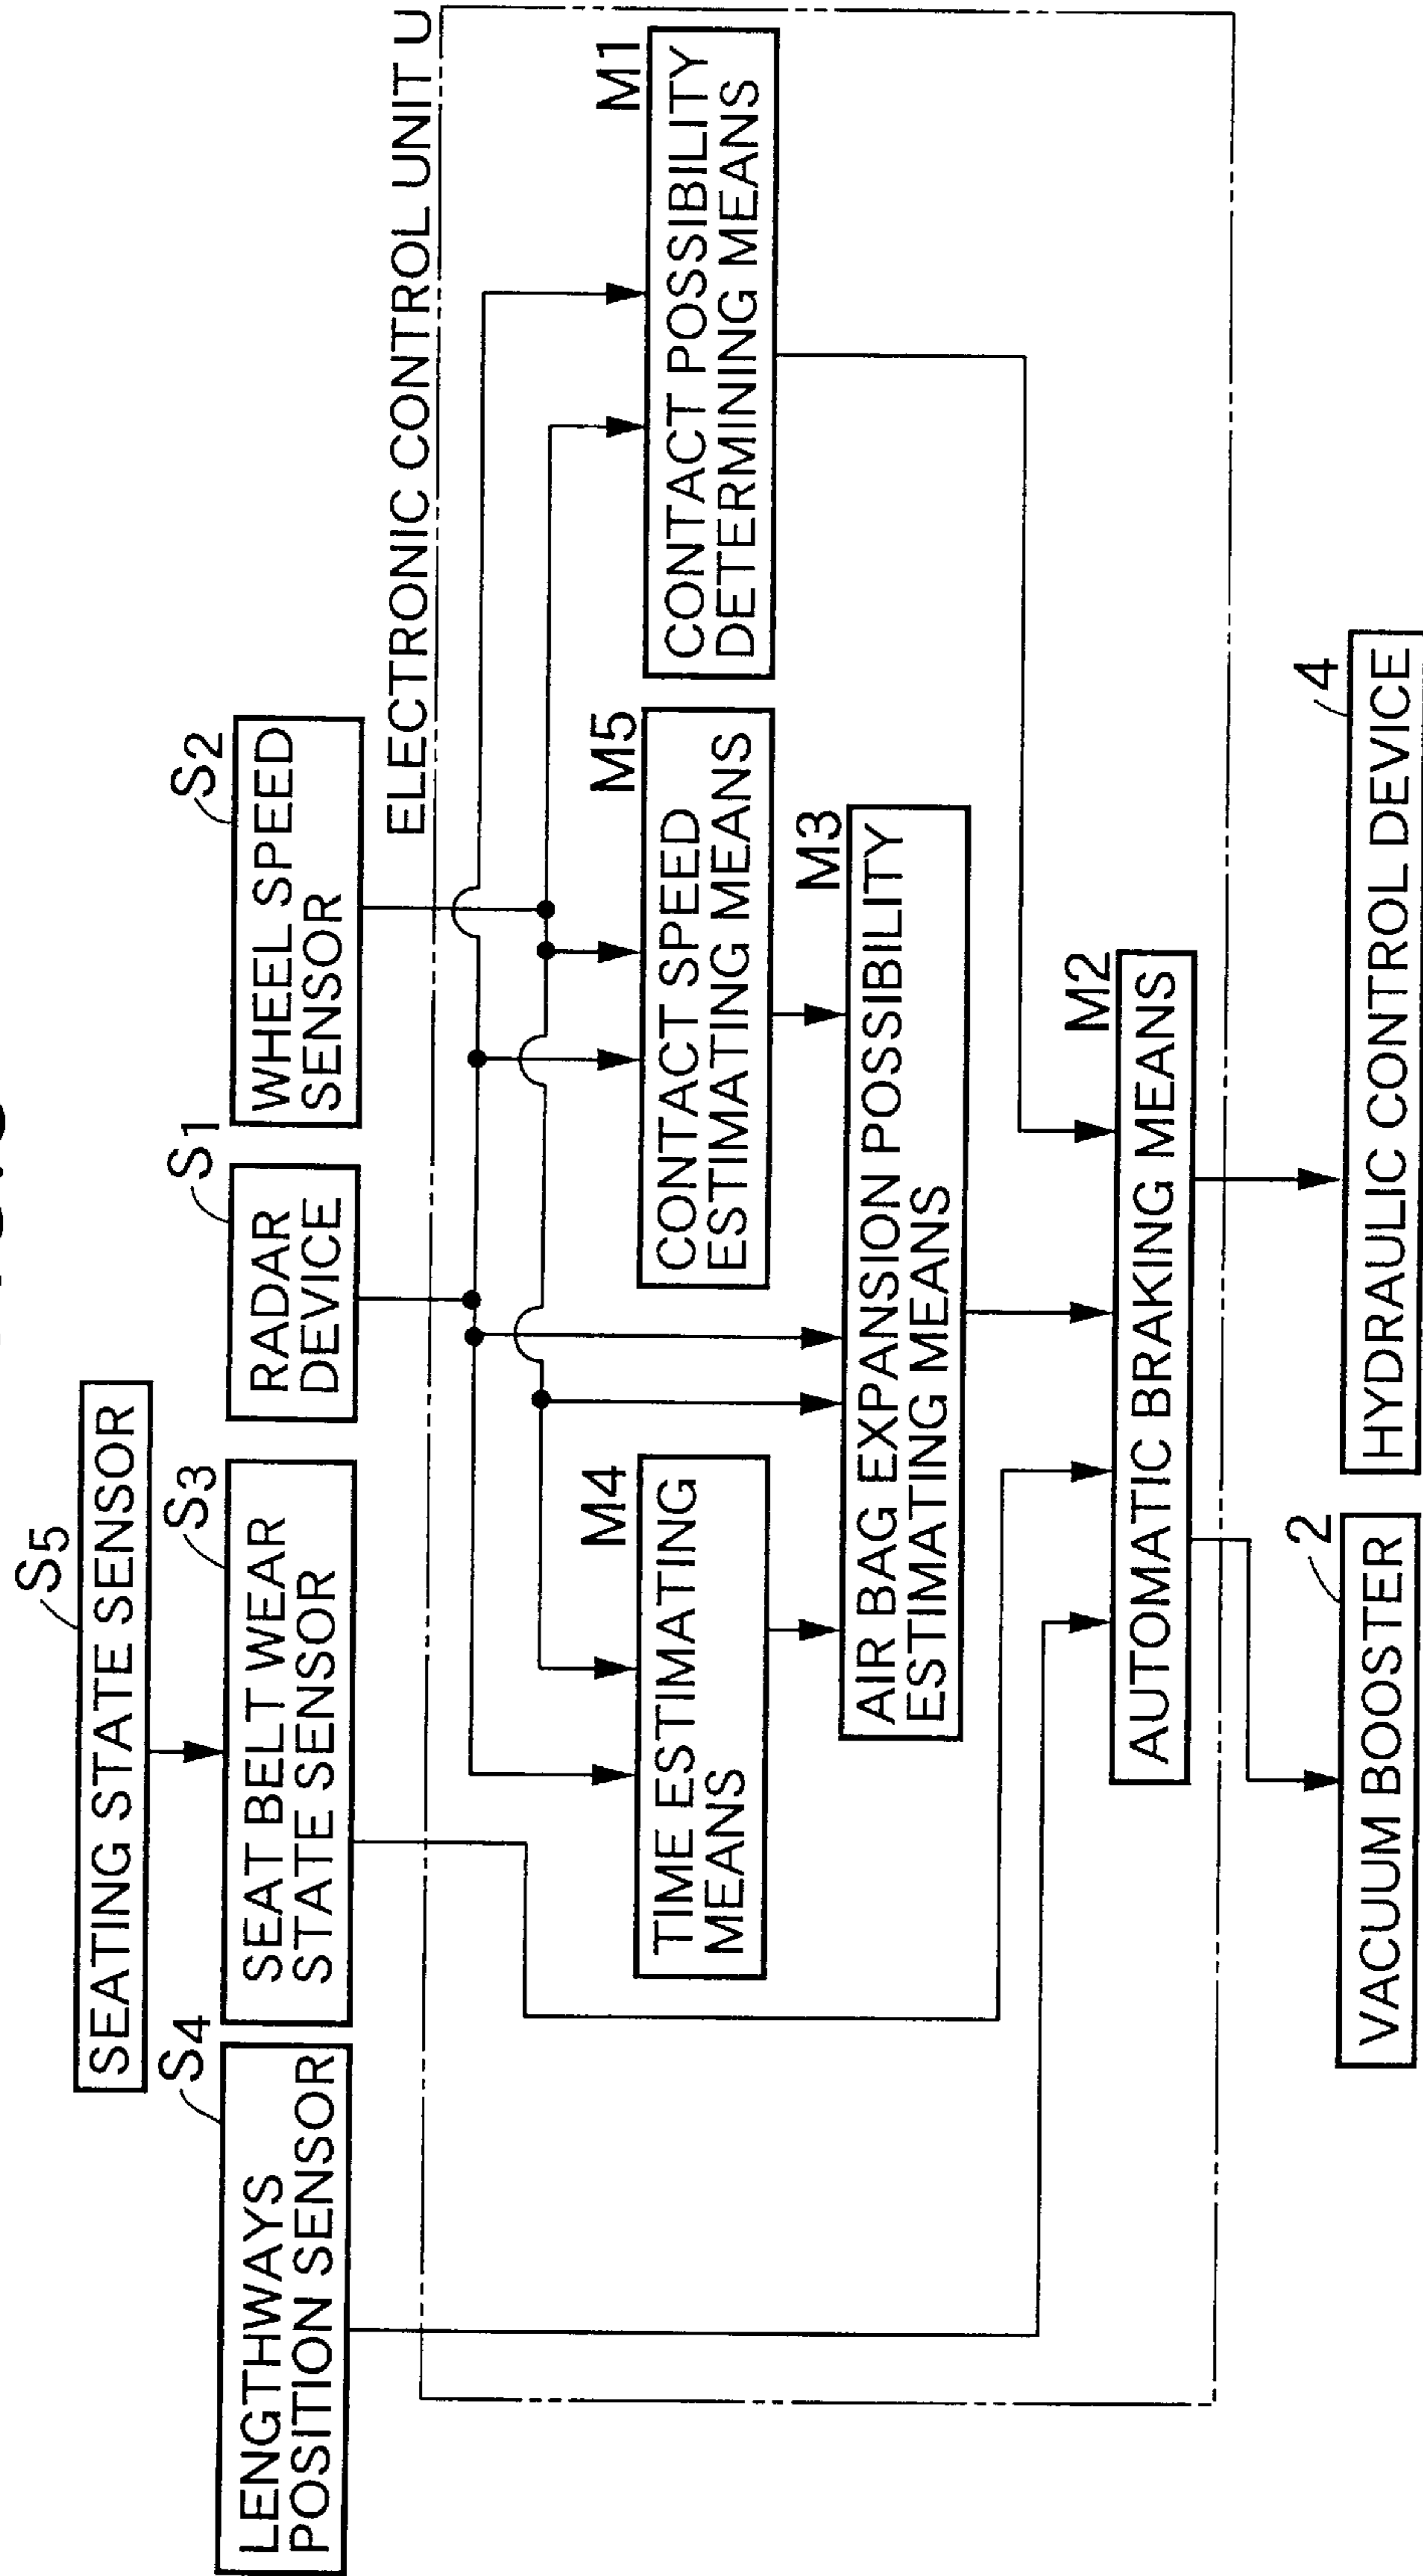 SEATING STATE SENSOR
S5
LENGTHWAYS
POSITION SENSOR
S4
SEAT BELT WEAR
STATE SENSOR
S3
RADAR
DEVICE
S1
WHEEL SPEED
SENSOR
S2
ELECTRONIC CONTROL UNIT U
TIME ESTIMATING
MEANS
M4
CONTACT SPEED
ESTIMATING MEANS
M5
CONTACT POSSIBILITY
DETERMINING MEANS
M1
AIR BAG EXPANSION POSSIBILITY
ESTIMATING MEANS
M3
AUTOMATIC BRAKING MEANS
M2
VACUUM BOOSTER
2
HYDRAULIC CONTROL DEVICE
4